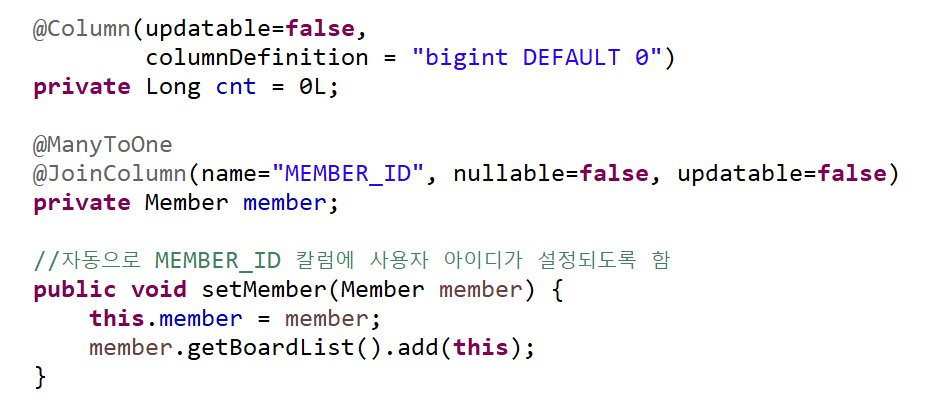 @Column(updatable=false,
columnDefinition = "bigint DEFAULT 0")
private Long cnt = 0L;
@ManyToOne
@JoinColumn(name="MEMBER_ID", nullable=false, updatable=false)
private Member member;
//자동으로 MEMBER_ID 칼럼에 사용자 아이디가 설정되도록 함
public void setMember(Member member) {
this.member = member;
member.getBoardList().add(this);
}